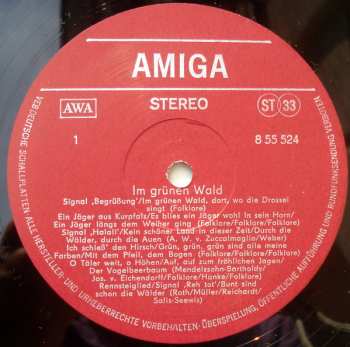 AMIGA
AWA
STEREO
ST 33
1
8 55 524
Im grünen Wald
Signal ‚Begrüßung'/Im grünen Wald, dort, wo die Drossel
singt (Folklore)
Ein Jäger aus Kurpfalz/Es blies ein Jäger wohl in sein Horn/
Ein Jäger längs dem Weiher ging (Folklore/Folklore/Folklore)
Signal ‚Halali'/Kein schöner Land in dieser Zeit/Durch die
Wälder, durch die Auen (A. W. v. Zuccalmaglio/Weber)
Ich schieß' den Hirsch/Grün, grün, grün sind alle meine
Farben/Mit dem Pfeil, dem Bogen (Folklore/Folklore/Folklore)
O Täler weit, o Höhen/Auf, auf zum fröhlichen Jagen/
Der Vogelbeerbaum (Mendelssohn-Bartholdy/
Jos. v. Eichendorff/Folklore/Hanke/Folklore)
Rennsteiglied/Signal ‚Reh tot'/Bunt sind
schon die Wälder (Roth/Müller/Reichardt/
Salis-Seewis)
VEB DEUTSCHE SCHALLPLATTEN ALLE HERSTELLER- UND URHEBERRECHTE VORBEHALTEN · ÜBERSPIELUNG, ÖFFENTLICHE AUFFÜHRUNG UND RUNDFUNKSENDUNG VERBOTEN